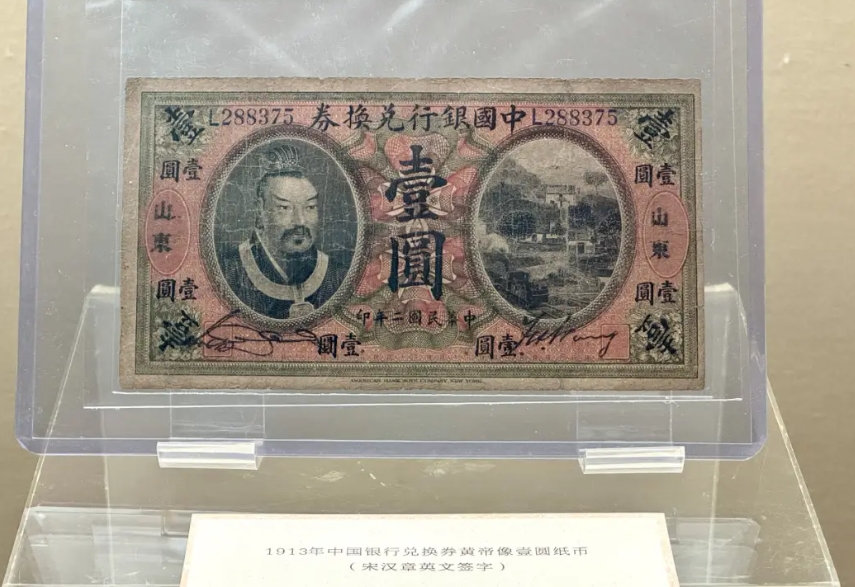 L288375 券換兌行銀國中 L288375
壹 壹
圓壹 圓壹
壹圓
山東 山東
圓壹 圓壹
印年二國民華中
壹 壹
圓壹 圓壹
1913年中国银行兑换券黄帝像壹圆纸币
（宋汉章英文签字）